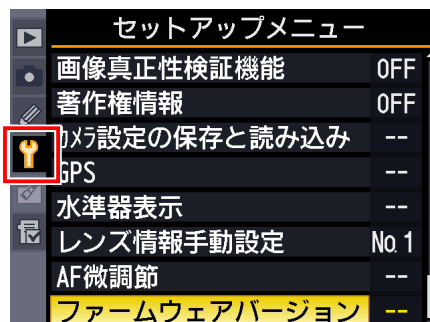 セットアップメニュー
画像真正性検証機能 OFF
著作権情報 OFF
カメラ設定の保存と読み込み --
GPS --
水準器表示 --
レンズ情報手動設定 No.1
AF微調節 --
ファームウェアバージョン --